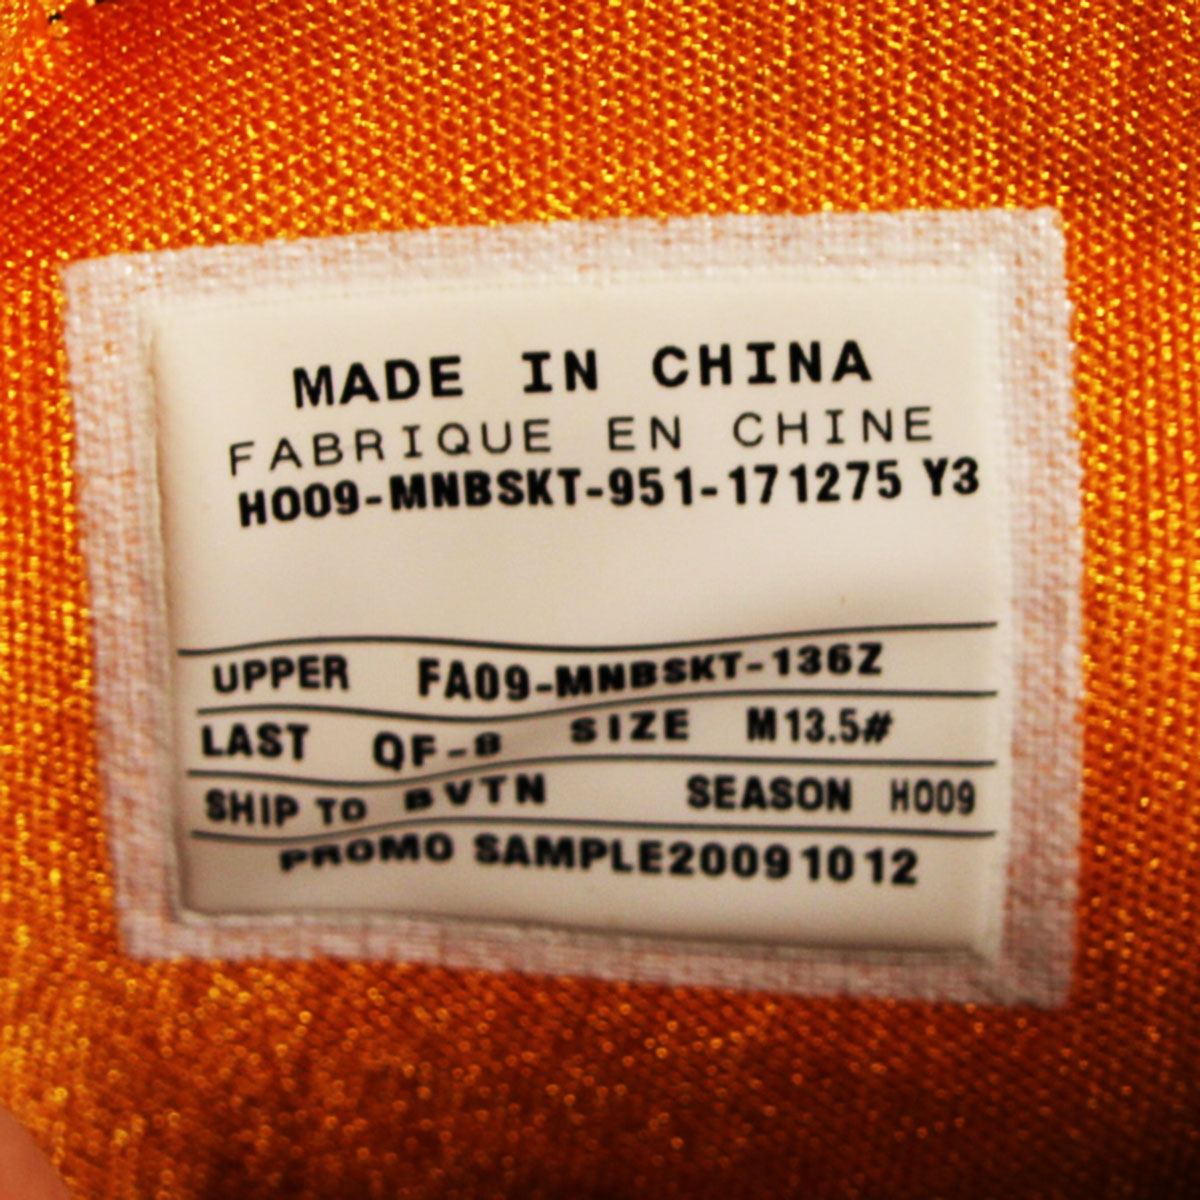 MADE IN CHINA
FABRIQUE EN CHINE
HO09-MNBSKT-951-171275 Y3
UPPER FA09-MNBSKT-136Z
LAST QF-8 SIZE M13.5#
SHIP TO BVTN SEASON HO09
PROMO SAMPLE20091012